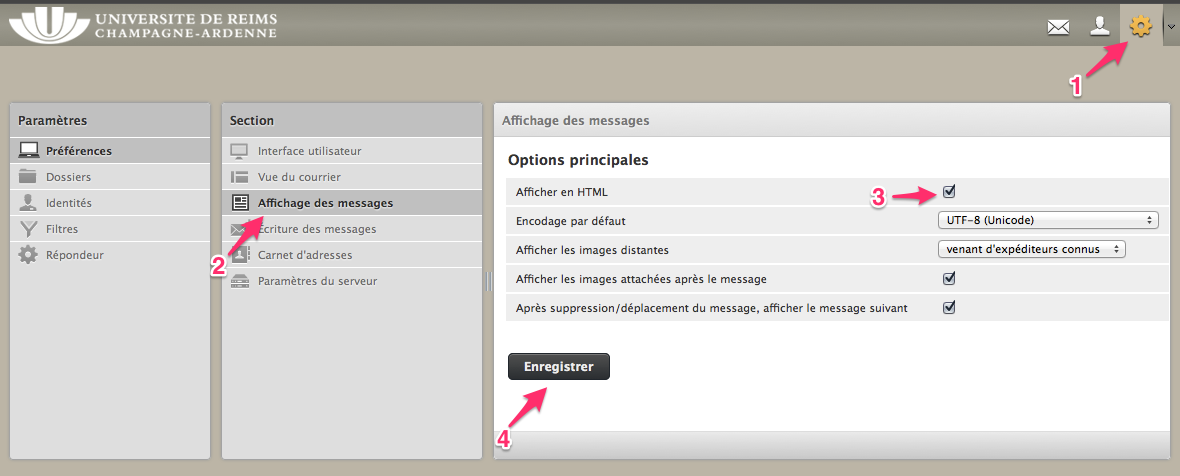 UNIVERSITE DE REIMS
CHAMPAGNE-ARDENNE
1
Paramètres
Préférences
Dossiers
Identités
Filtres
Répondeur
Section
Interface utilisateur
Vue du courrier
Affichage des messages
Écriture des messages
2
Carnet d'adresses
Paramètres du serveur
Affichage des messages
Options principales
Afficher en HTML
3
Encodage par défaut
UTF-8 (Unicode)
Afficher les images distantes
venant d'expéditeurs connus
Afficher les images attachées après le message
Après suppression/déplacement du message, afficher le message suivant
Enregistrer
4